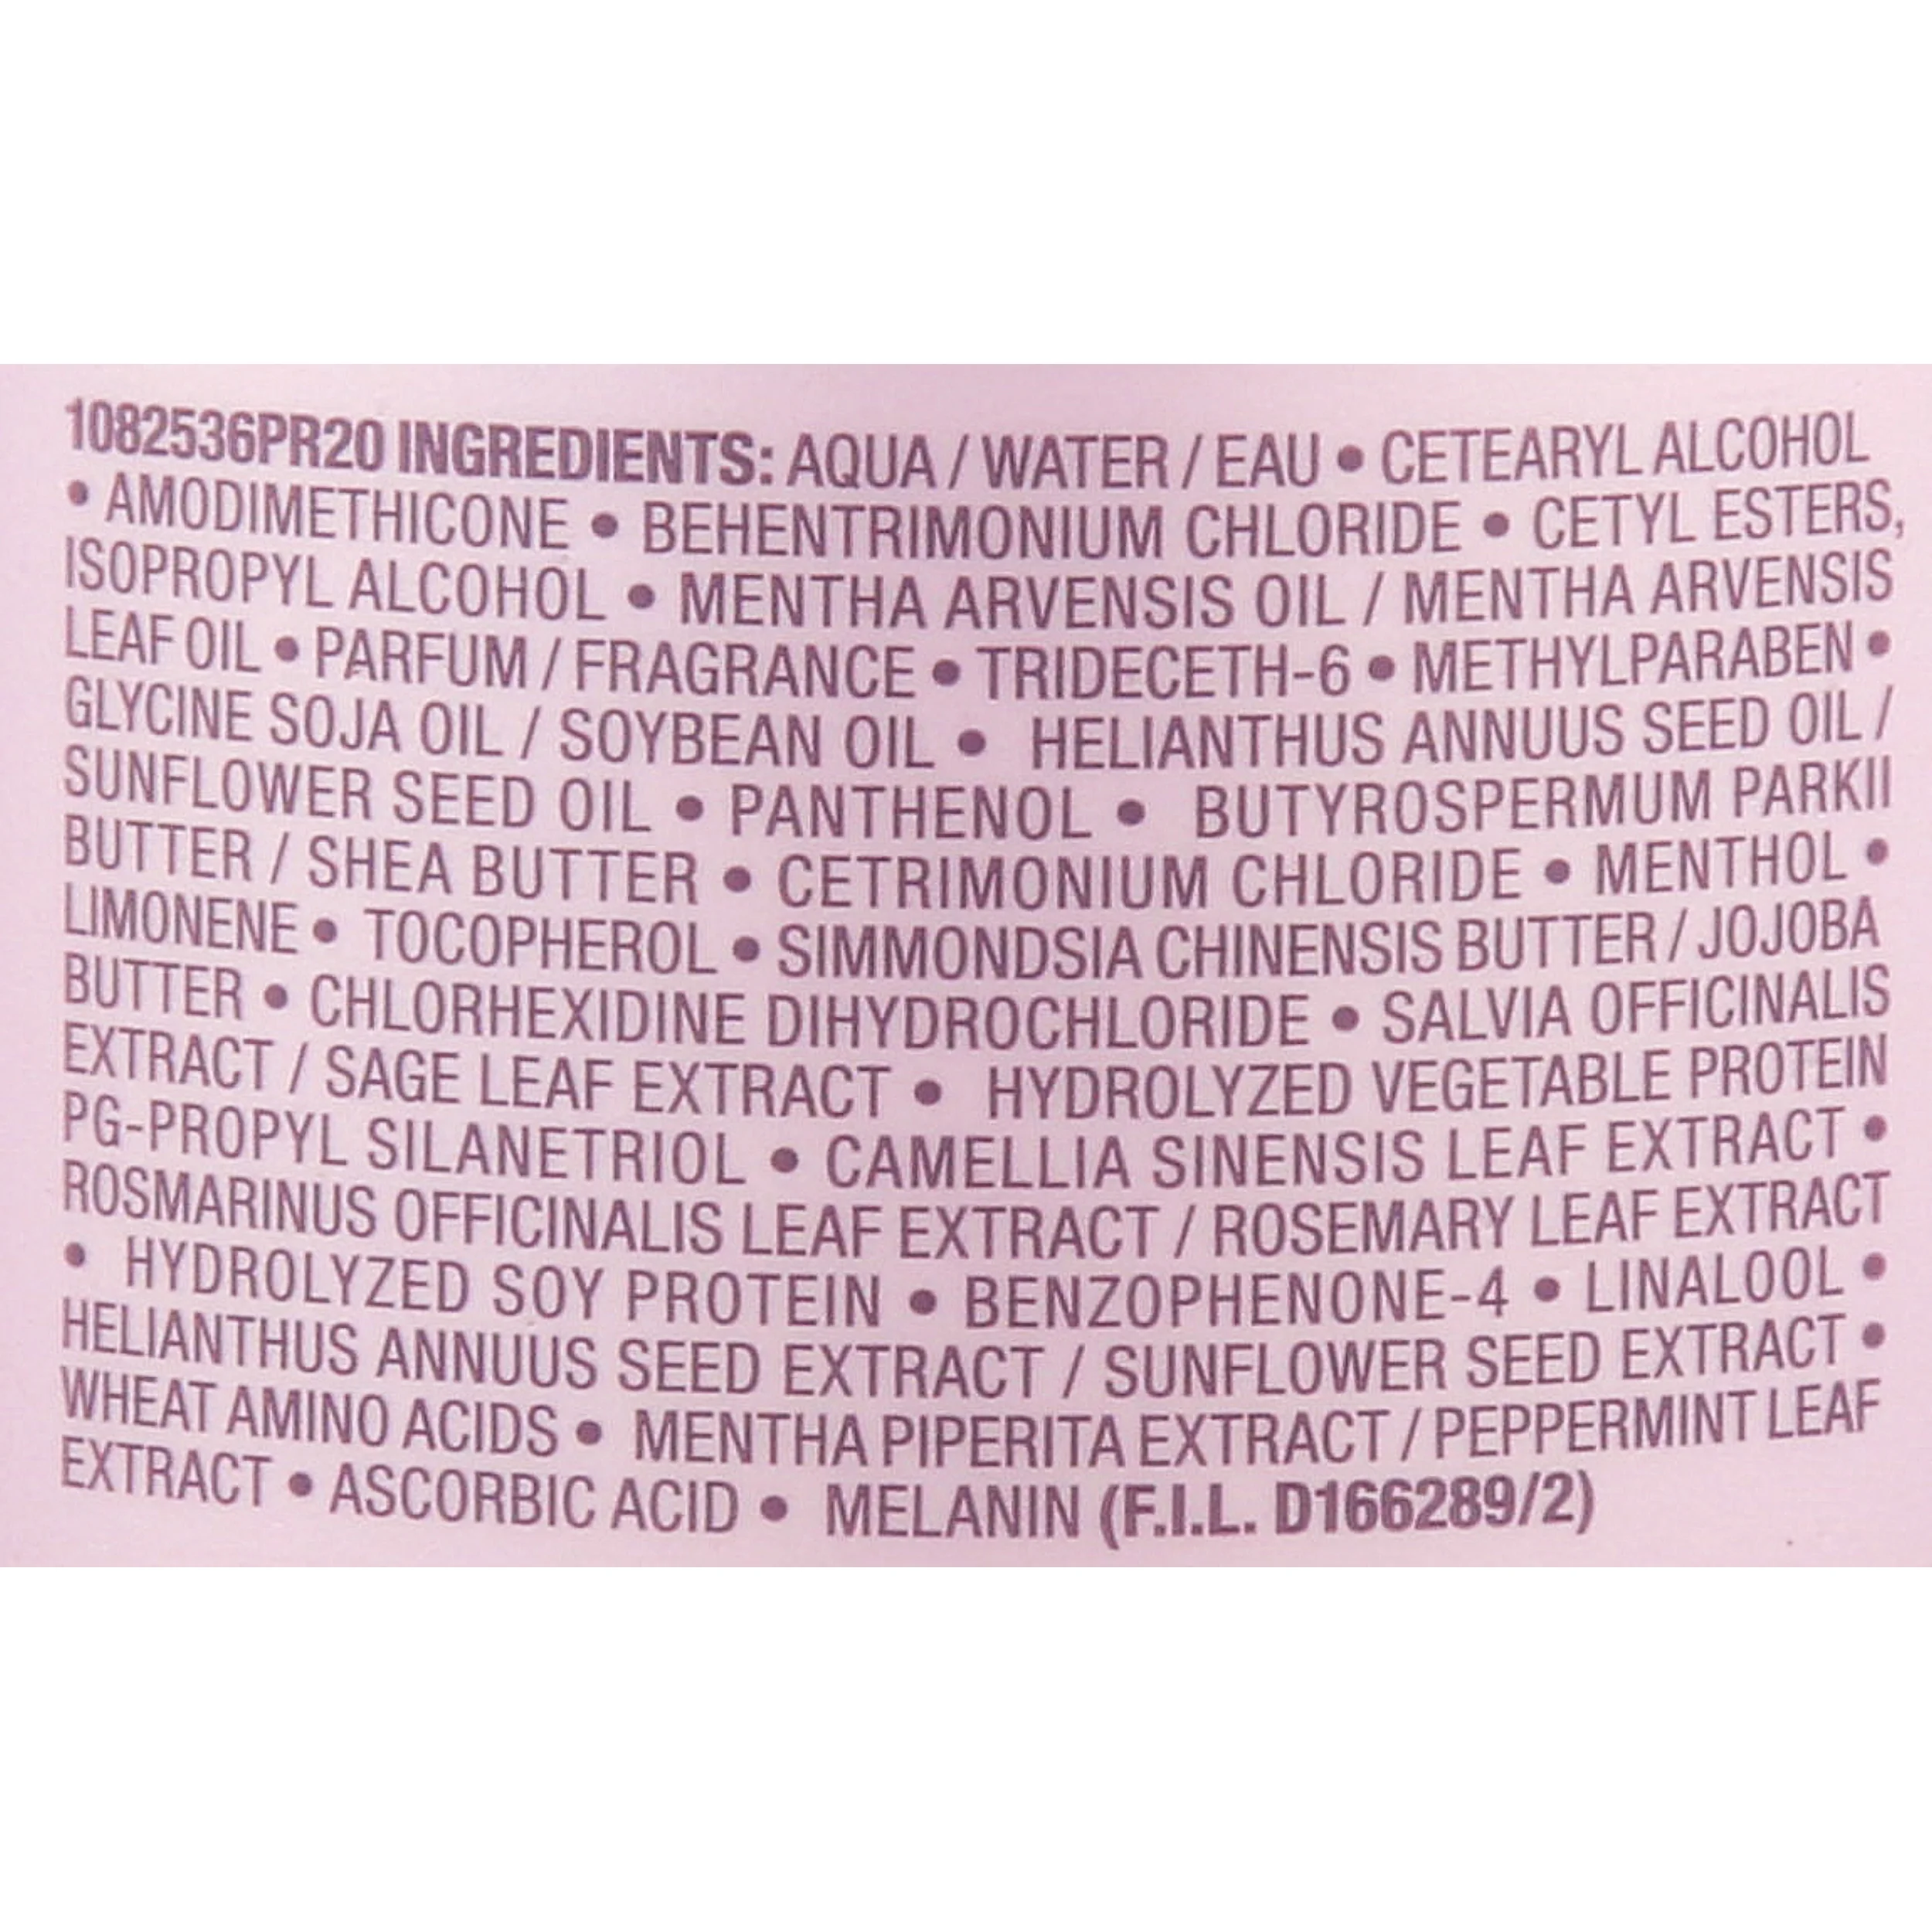 1082536PR20 INGREDIENTS: AQUA / WATER / EAU • CETEARYL ALCOHOL
• AMODIMETHICONE • BEHENTRIMONIUM CHLORIDE • CETYL ESTERS,
ISOPROPYL ALCOHOL • MENTHA ARVENSIS OIL / MENTHA ARVENSIS
LEAF OIL • PARFUM / FRAGRANCE • TRIDECETH-6 • METHYLPARABEN •
GLYCINE SOJA OIL / SOYBEAN OIL • HELIANTHUS ANNUUS SEED OIL /
SUNFLOWER SEED OIL • PANTHENOL • BUTYROSPERMUM PARKII
BUTTER / SHEA BUTTER • CETRIMONIUM CHLORIDE • MENTHOL •
LIMONENE • TOCOPHEROL • SIMMONDSIA CHINENSIS BUTTER / JOJOBA
BUTTER • CHLORHEXIDINE DIHYDROCHLORIDE • SALVIA OFFICINALIS
EXTRACT / SAGE LEAF EXTRACT • HYDROLYZED VEGETABLE PROTEIN
PG-PROPYL SILANETRIOL • CAMELLIA SINENSIS LEAF EXTRACT •
ROSMARINUS OFFICINALIS LEAF EXTRACT / ROSEMARY LEAF EXTRACT
• HYDROLYZED SOY PROTEIN • BENZOPHENONE-4 • LINALOOL •
HELIANTHUS ANNUUS SEED EXTRACT / SUNFLOWER SEED EXTRACT •
WHEAT AMINO ACIDS • MENTHA PIPERITA EXTRACT / PEPPERMINT LEAF
EXTRACT • ASCORBIC ACID • MELANIN (F.I.L. D166289/2)